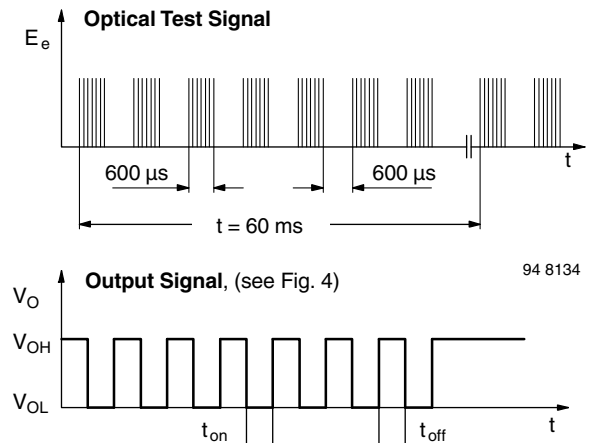 Optical Test Signal
E e
t
600 µs
600 µs
t = 60 ms
94 8134
Output Signal, (see Fig. 4)
V O
V OH
V OL
t on
t off
t